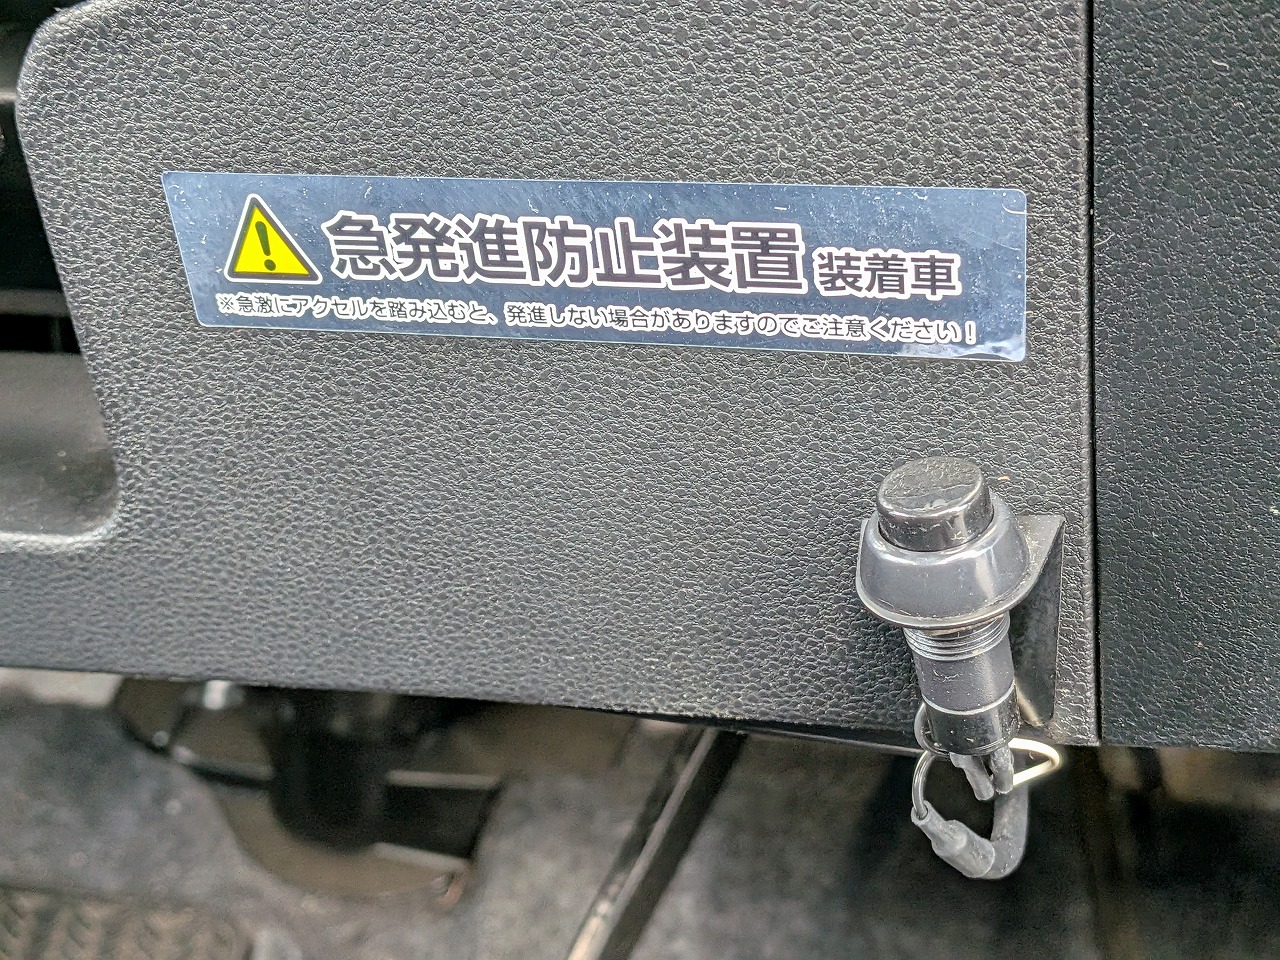 急発進防止装置 装着車
※急激にアクセルを踏み込むと、発進しない場合がありますのでご注意ください！